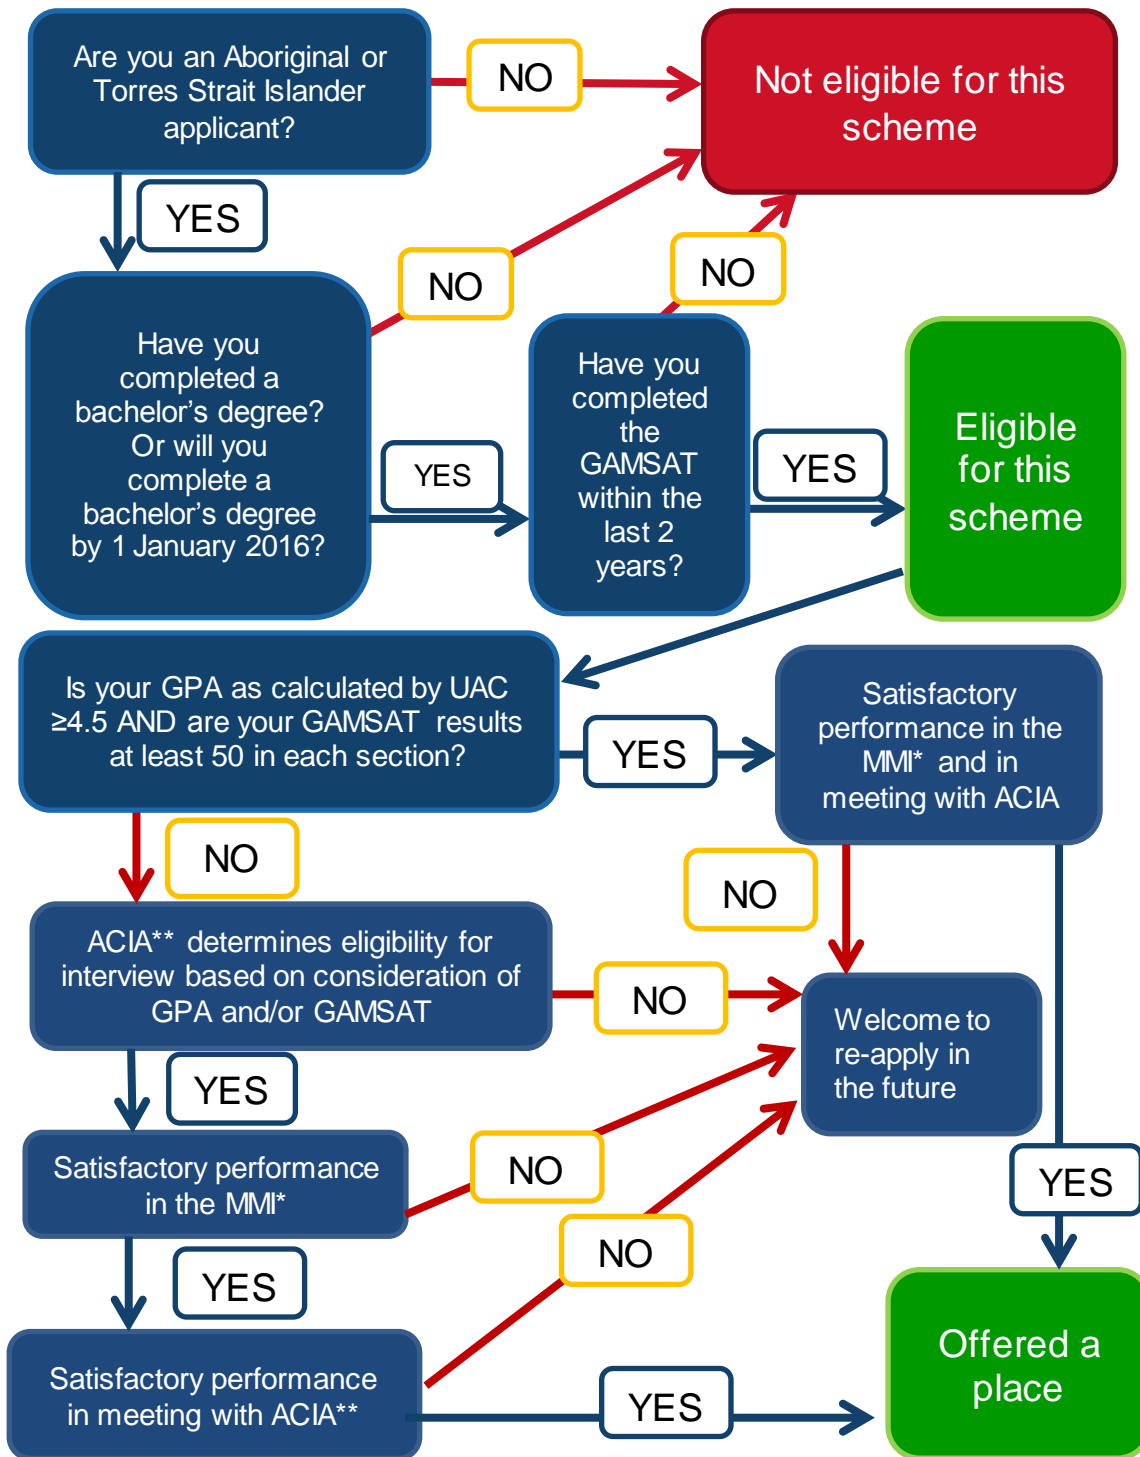 Are you an Aboriginal or
Torres Strait Islander
applicant?
NO
Not eligible for this
scheme
YES
NO
NO
Have you
completed a
bachelor’s degree?
Or will you
complete a
bachelor’s degree
by 1 January 2016?
YES
Have you
completed
the
GAMSAT
within the
last 2
years?
YES
Eligible
for this
scheme
Is your GPA as calculated by UAC
≥4.5 AND are your GAMSAT results
at least 50 in each section?
YES
Satisfactory
performance in the
MMI* and in
meeting with ACIA
NO
NO
ACIA** determines eligibility for
interview based on consideration of
GPA and/or GAMSAT
NO
Welcome to
re-apply in
the future
YES
Satisfactory performance
in the MMI*
NO
YES
YES
NO
Satisfactory performance
in meeting with ACIA**
YES
Offered a
place